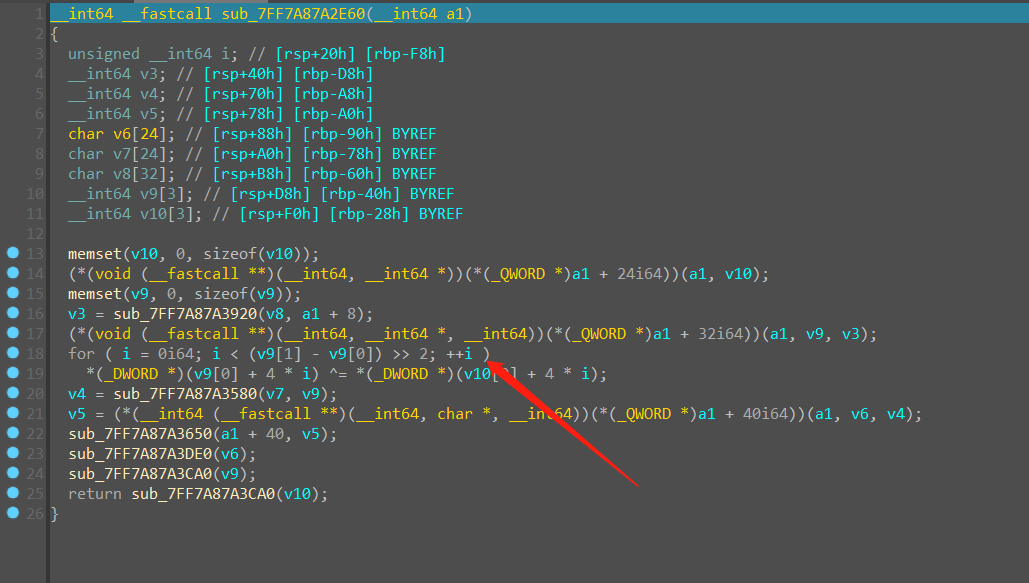 1 __int64 __fastcall sub_7FF7A87A2E60(__int64 a1)
2 {
3 unsigned __int64 i; // [rsp+20h] [rbp-F8h]
4 __int64 v3; // [rsp+40h] [rbp-D8h]
5 __int64 v4; // [rsp+70h] [rbp-A8h]
6 __int64 v5; // [rsp+78h] [rbp-A0h]
7 char v6[24]; // [rsp+88h] [rbp-90h] BYREF
8 char v7[24]; // [rsp+A0h] [rbp-78h] BYREF
9 char v8[32]; // [rsp+B8h] [rbp-60h] BYREF
10 __int64 v9[3]; // [rsp+D8h] [rbp-40h] BYREF
11 __int64 v10[3]; // [rsp+F0h] [rbp-28h] BYREF
12
13 memset(v10, 0, sizeof(v10));
14 (*(void (__fastcall **)(__int64, __int64 *))(*(_QWORD *)a1 + 24i64))(a1, v10);
15 memset(v9, 0, sizeof(v9));
16 v3 = sub_7FF7A87A3920(v8, a1 + 8);
17 (*(void (__fastcall **)(__int64, __int64 *, __int64))(*(_QWORD *)a1 + 32i64))(a1, v9, v3);
18 for ( i = 0i64; i < (v9[1] - v9[0]) >> 2; ++i )
19 *(_DWORD *)(v9[0] + 4 * i) ^= *(_DWORD *)(v10[0] + 4 * i);
20 v4 = sub_7FF7A87A3580(v7, v9);
21 v5 = (*(__int64 (__fastcall **)(__int64, char *, __int64))(*(_QWORD *)a1 + 40i64))(a1, v6, v4);
22 sub_7FF7A87A3650(a1 + 40, v5);
23 sub_7FF7A87A3DE0(v6);
24 sub_7FF7A87A3CA0(v9);
25 return sub_7FF7A87A3CA0(v10);
26 }